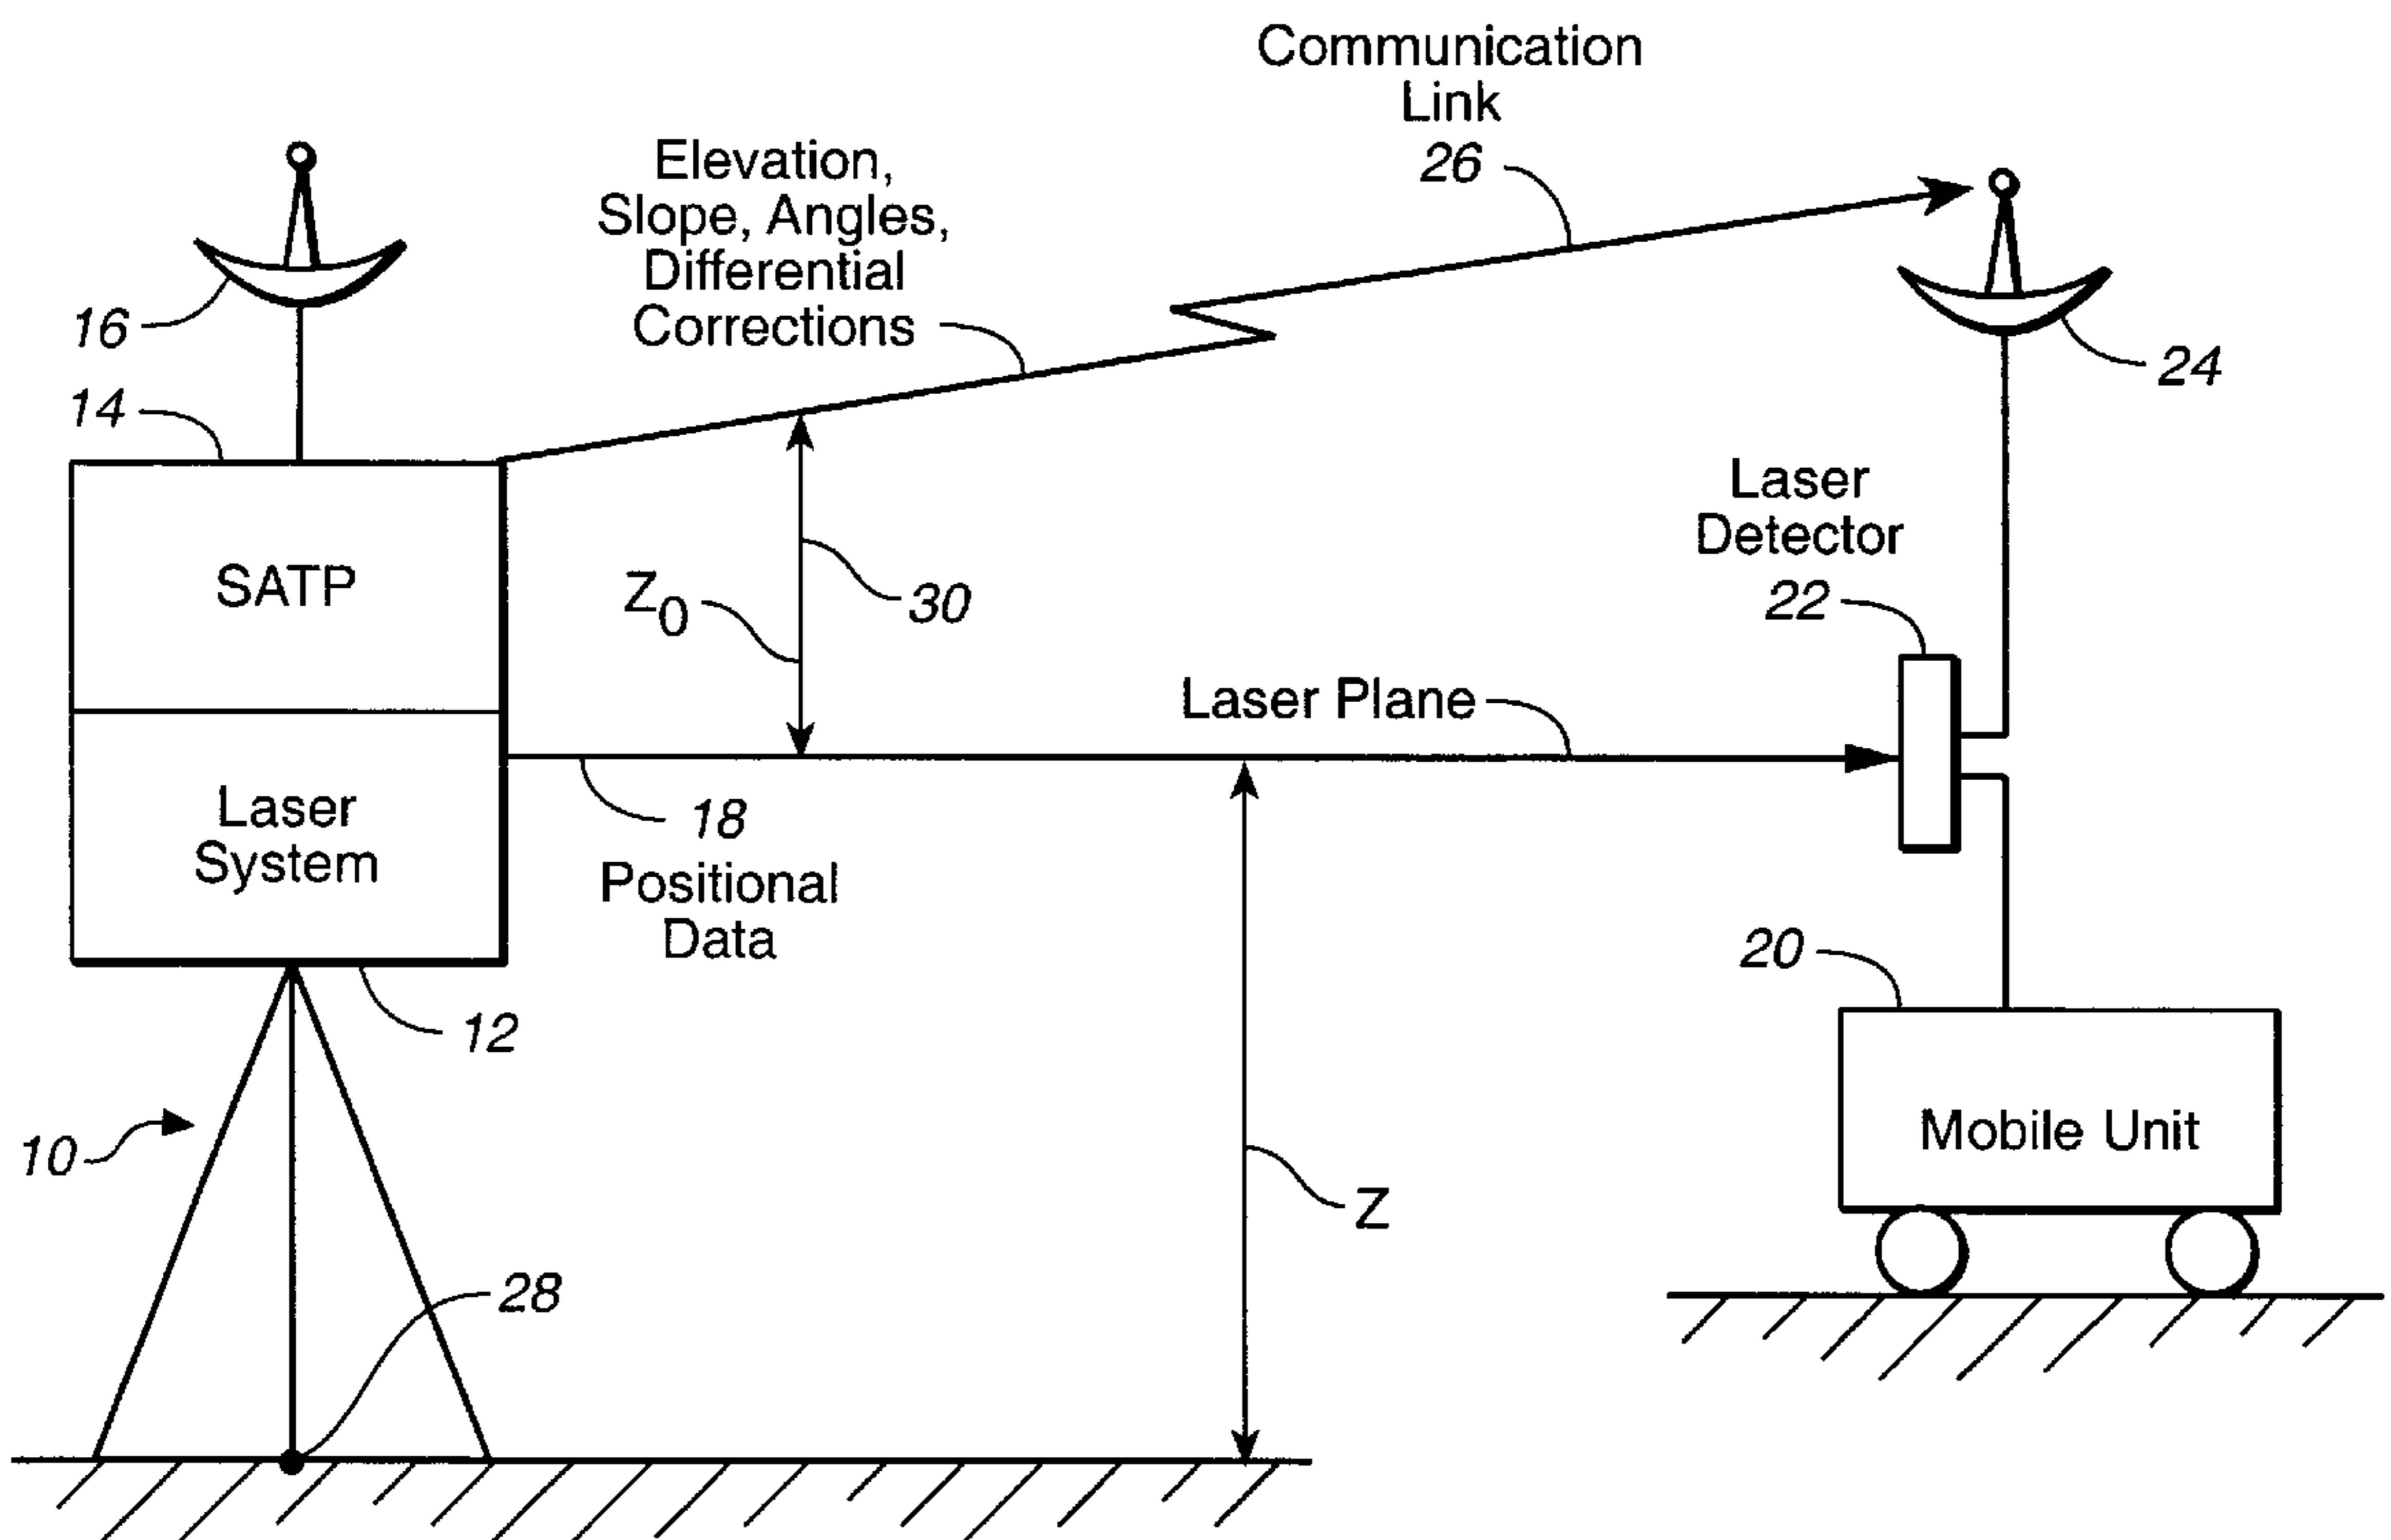 Communication
Link
26
Elevation,
Slope, Angles,
Differential
Corrections
16
14
24
SATP
Z0
30
Laser
Detector
22
Laser Plane
Laser
System
18
Positional
Data
20
12
10
Mobile Unit
Z
28